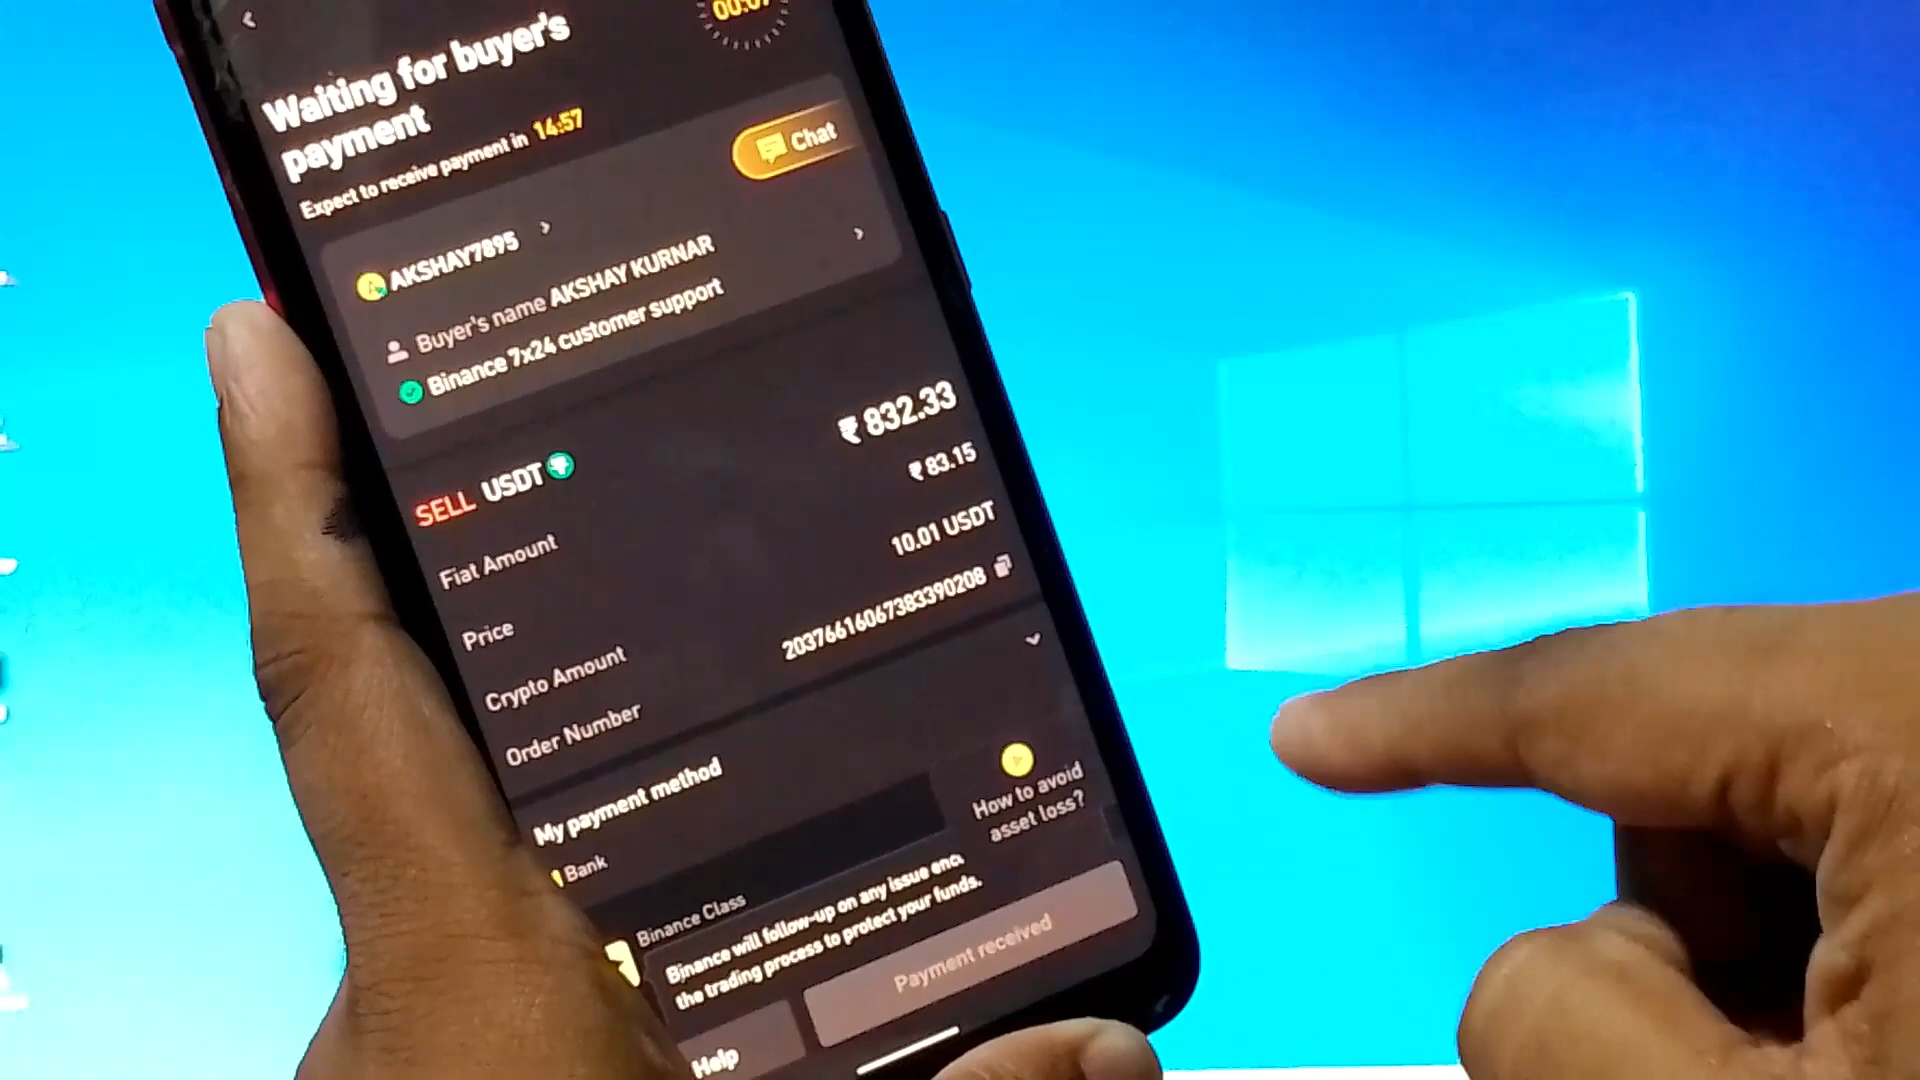 Waiting for buyer's
payment
Expect to receive payment in 14:57
Chat
AKSHAY7895
Buyer's name AKSHAY KURNAR
Binance 7x24 customer support
SELL USDT
Fiat Amount ₹ 832.33
Price ₹ 83.15
Crypto Amount 10.01 USDT
Order Number 20376616067383390208
My payment method
Bank
How to avoid
asset loss?
Binance Class
Binance will follow-up on any issue
the trading process to protect your funds.
Help
Payment received